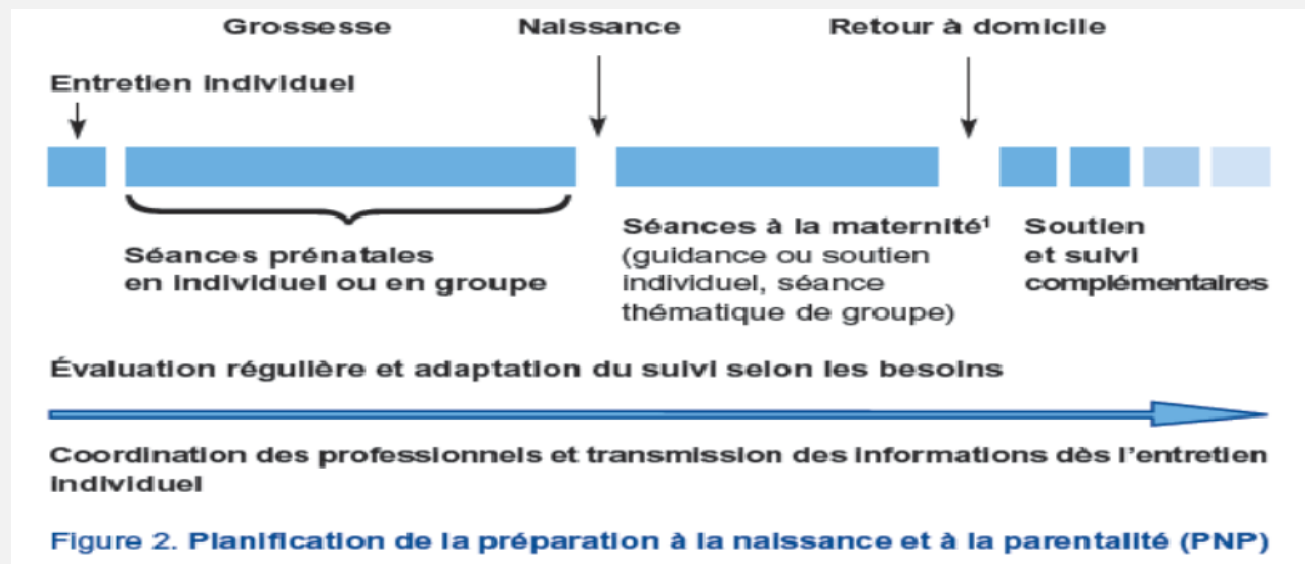 Grossesse
Naissance
Retour à domicile
Entretien individuel
Séances prénatales
en individuel ou en groupe
Séances à la maternité¹
(guidance ou soutien
individuel, séance
thématique de groupe)
Soutien
et suivi
complémentaires
Évaluation régulière et adaptation du suivi selon les besoins
Coordination des professionnels et transmission des informations dès l'entretien
individuel
Figure 2. Planification de la préparation à la naissance et à la parentalité (PNP)